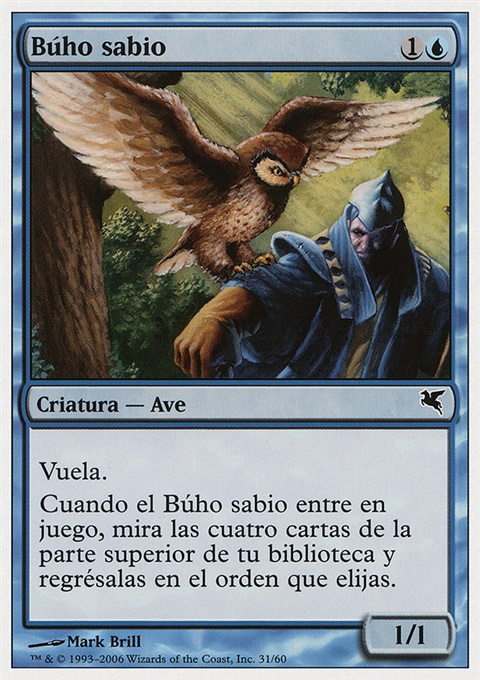 Búho sabio
1
Criatura — Ave
Vuela.
Cuando el Búho sabio entre en
juego, mira las cuatro cartas de la
parte superior de tu biblioteca y
regrésalas en el orden que elijas.
1/1
Mark Brill
™ & © 1993–2006 Wizards of the Coast, Inc. 31/60